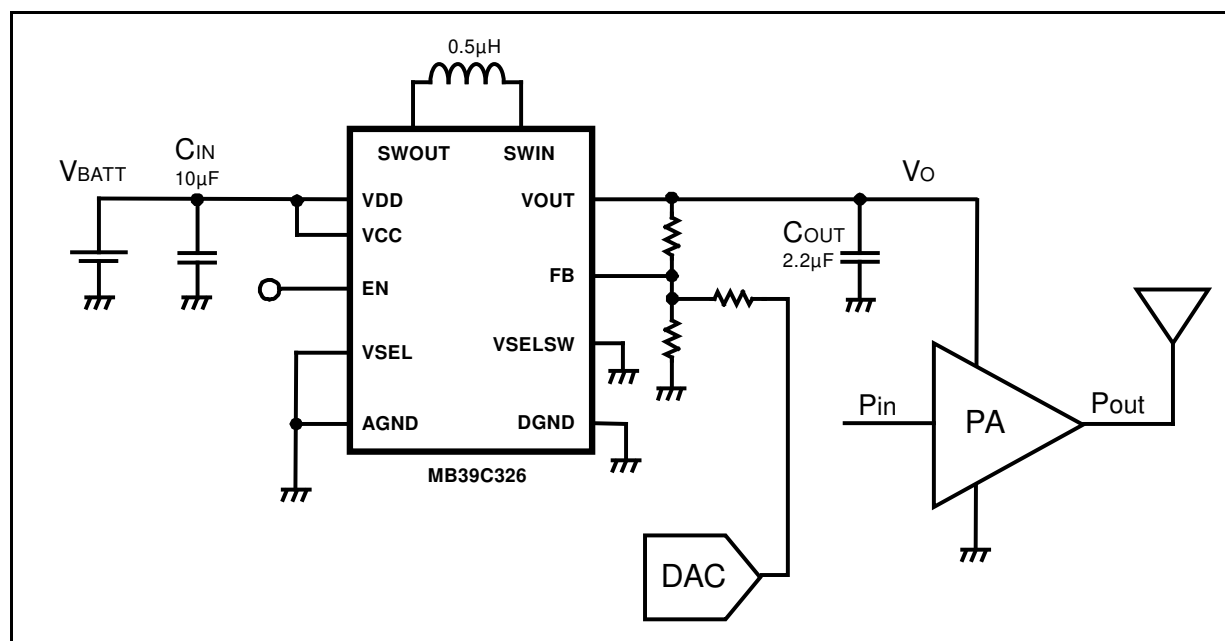 0.5µH
SWOUT SWIN
VBATT
CIN
10µF
VDD
VCC
EN
VSEL
AGND
VOUT
FB
VSELSW
DGND
MB39C326
VO
COUT
2.2µF
Pin
PA
Pout
DAC